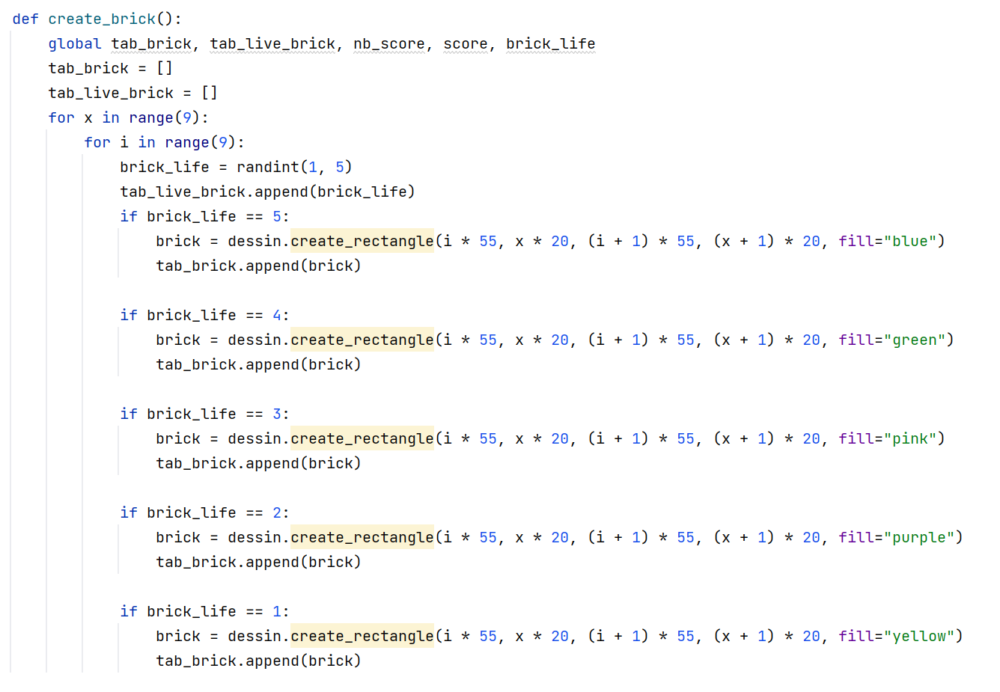 def create_brick():
    global tab_brick, tab_live_brick, nb_score, score, brick_life
    tab_brick = []
    tab_live_brick = []
    for x in range(9):
        for i in range(9):
            brick_life = randint(1, 5)
            tab_live_brick.append(brick_life)
            if brick_life == 5:
                brick = dessin.create_rectangle(i * 55, x * 20, (i + 1) * 55, (x + 1) * 20, fill="blue")
                tab_brick.append(brick)

            if brick_life == 4:
                brick = dessin.create_rectangle(i * 55, x * 20, (i + 1) * 55, (x + 1) * 20, fill="green")
                tab_brick.append(brick)

            if brick_life == 3:
                brick = dessin.create_rectangle(i * 55, x * 20, (i + 1) * 55, (x + 1) * 20, fill="pink")
                tab_brick.append(brick)

            if brick_life == 2:
                brick = dessin.create_rectangle(i * 55, x * 20, (i + 1) * 55, (x + 1) * 20, fill="purple")
                tab_brick.append(brick)

            if brick_life == 1:
                brick = dessin.create_rectangle(i * 55, x * 20, (i + 1) * 55, (x + 1) * 20, fill="yellow")
                tab_brick.append(brick)